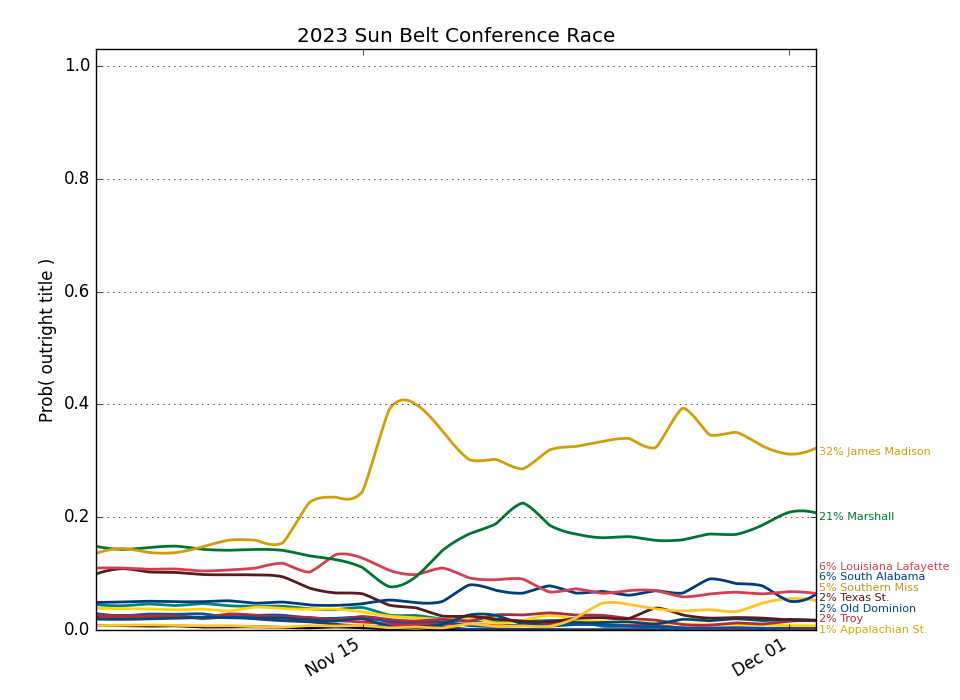 2023 Sun Belt Conference Race
Prob( outright title )
1.0
0.8
0.6
0.4
0.2
0.0
Nov 15
Dec 01
32% James Madison
21% Marshall
6% Louisiana Lafayette
6% South Alabama
5% Southern Miss
2% Texas St.
2% Old Dominion
2% Troy
1% Appalachian St.